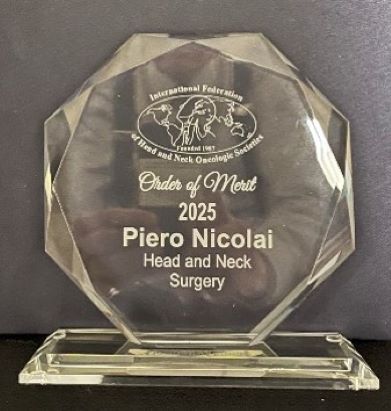 International Federation
Founded 1987
of Head and Neck Oncologic Societies
Order of Merit
2025
Piero Nicolai
Head and Neck
Surgery